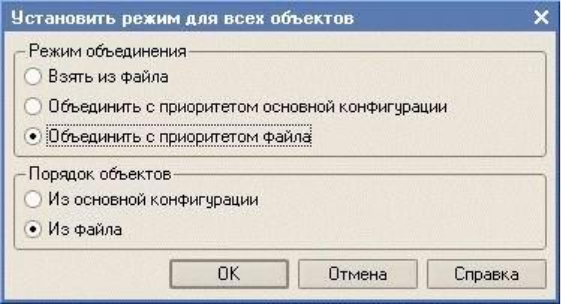 Установить режим для всех объектов
Режим объединения
Взять из файла
Объединить с приоритетом основной конфигурации
Объединить с приоритетом файла
Порядок объектов
Из основной конфигурации
Из файла
OK Отмена Справка